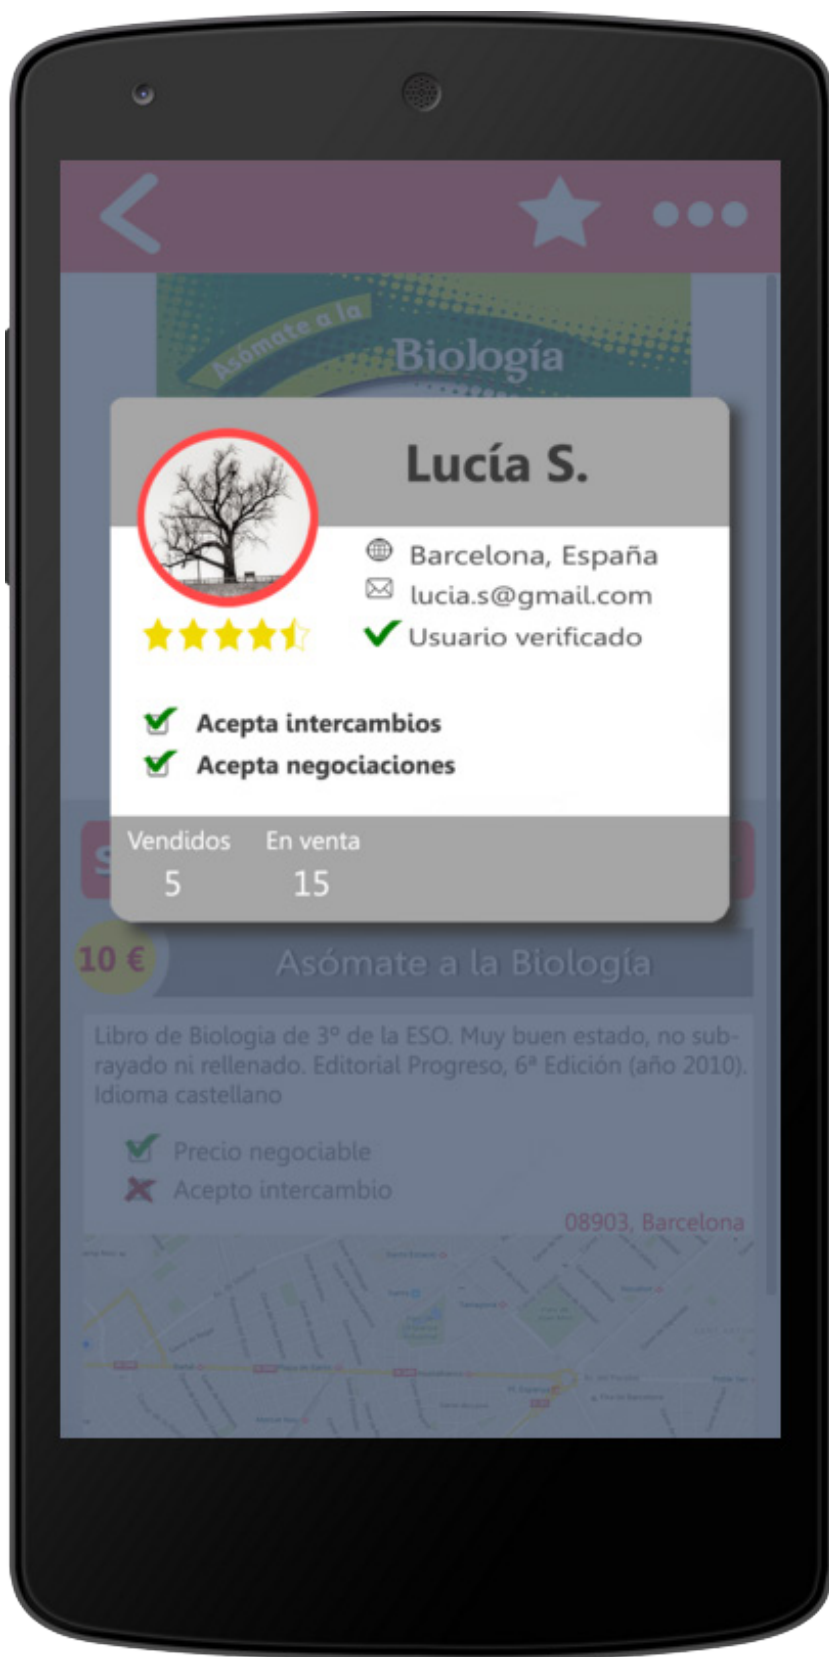 Asómate a la
Biología
Lucía S.
Barcelona, España
lucia.s@gmail.com
Usuario verificado
Acepta intercambios
Acepta negociaciones
Vendidos En venta
5 15
10 €
Asómate a la Biología
Libro de Biologia de 3º de la ESO. Muy buen estado, no sub-
rayado ni rellenado. Editorial Progreso, 6ª Edición (año 2010).
Idioma castellano
Precio negociable
Acepto intercambio
08903, Barcelona